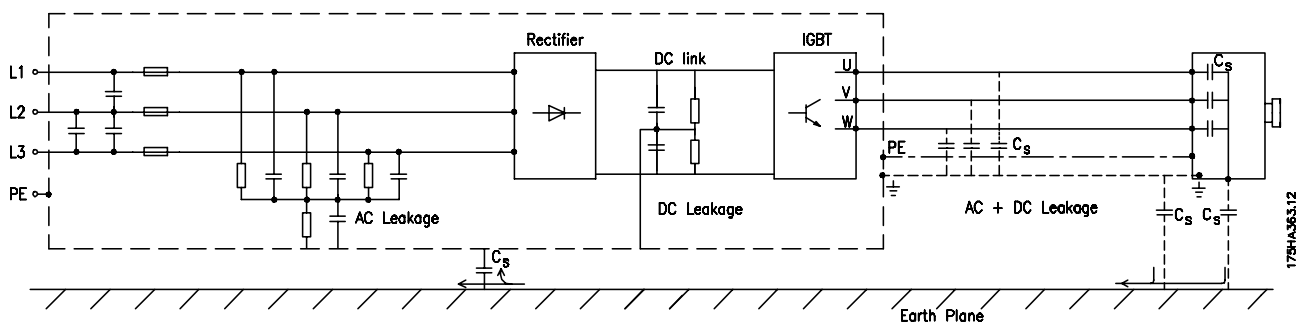 Rectifier
DC link
IGBT
L1
L2
L3
PE
U
V
W
PE
Cs
Cs
AC Leakage
DC Leakage
AC + DC Leakage
Cs
Cs
Cs
Earth Plane
175HA363.12